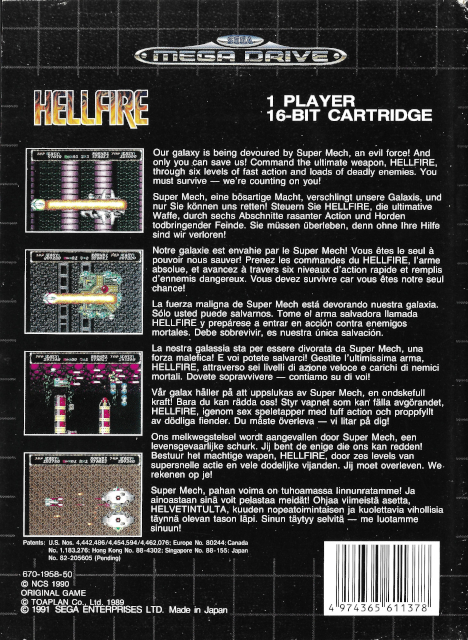 SEGA
MEGA DRIVE
HELLFIRE
1 PLAYER
16-BIT CARTRIDGE
Our galaxy is being devoured by Super Mech, an evil force! And
only you can save us! Command the ultimate weapon, HELLFIRE,
through six levels of fast action and loads of deadly enemies. You
must survive — we're counting on you!
Super Mech, eine bösartige Macht, verschlingt unsere Galaxis, und
nur Sie können uns retten! Steuern Sie HELLFIRE, die ultimative
Waffe, durch sechs Abschnitte rasanter Action und Horden
todbringender Feinde. Sie müssen überleben, denn ohne Ihre Hilfe
sind wir verloren!
Notre galaxie est envahie par le Super Mech! Vous êtes le seul à
pouvoir nous sauver! Prenez les commandes du HELLFIRE, l'arme
absolue, et avancez à travers six niveaux d'action rapide et remplis
d'ennemis dangereux. Vous devez survivre car vous êtes notre seul
chance!
La fuerza maligna de Super Mech está devorando nuestra galaxia.
Sólo usted puede salvarnos. Tome el arma salvadora llamada
HELLFIRE y prepárese a entrar en acción contra enemigos
mortales. Debe sobrevivir, es nuestra única salvación.
La nostra galassia sta per essere divorata da Super Mech, una
forza malefica! E voi potete salvarci! Gestite l'ultimissima arma,
HELLFIRE, attraverso sei livelli di azione veloce e carichi di nemici
mortali. Dovete sopravvivere — contiamo su di voi!
Vår galax håller på att uppslukas av Super Mech, en ondskefull
kraft! Bara du kan rädda oss! Styr vapnet som kan fälla avgörandet,
HELLFIRE, igenom sex speletapper med tuff action och proppfyllt
av dödliga fiender. Du måste överleva — vi litar på dig!
Ons melkwegstelsel wordt aangevallen door Super Mech, een
levensgevaarlijke schurk. Jij bent de enige die ons kan redden!
Bestuur het machtige wapen, HELLFIRE, door zes levels van
supersnelle actie en vele dodelijke vijanden. Jij moet overleven. We
rekenen op je!
Super Mech, pahan voima on tuhoamassa linnunratamme! Ja
ainoastaan sinä voit pelastaa meidät! Ohjaa viimeistä asetta,
HELVETINTULTA, kuuden nopeatoimintaisen ja kuolettavia vihollisia
täynnä olevan tason läpi. Sinun täytyy selvitä — me luotamme
sinuun!
Patents: U.S. Nos. 4,442,486/4,454,594/4,462,076; Europe No. 80244; Canada
No. 1,183,276; Hong Kong No. 88-4302; Singapore No. 88-155; Japan
No. 82-205605 (Pending)
670-1958-50
© NCS 1990
ORIGINAL GAME
© TOAPLAN Co., Ltd. 1989
© 1991 SEGA ENTERPRISES LTD. Made in Japan
4 974365 611378